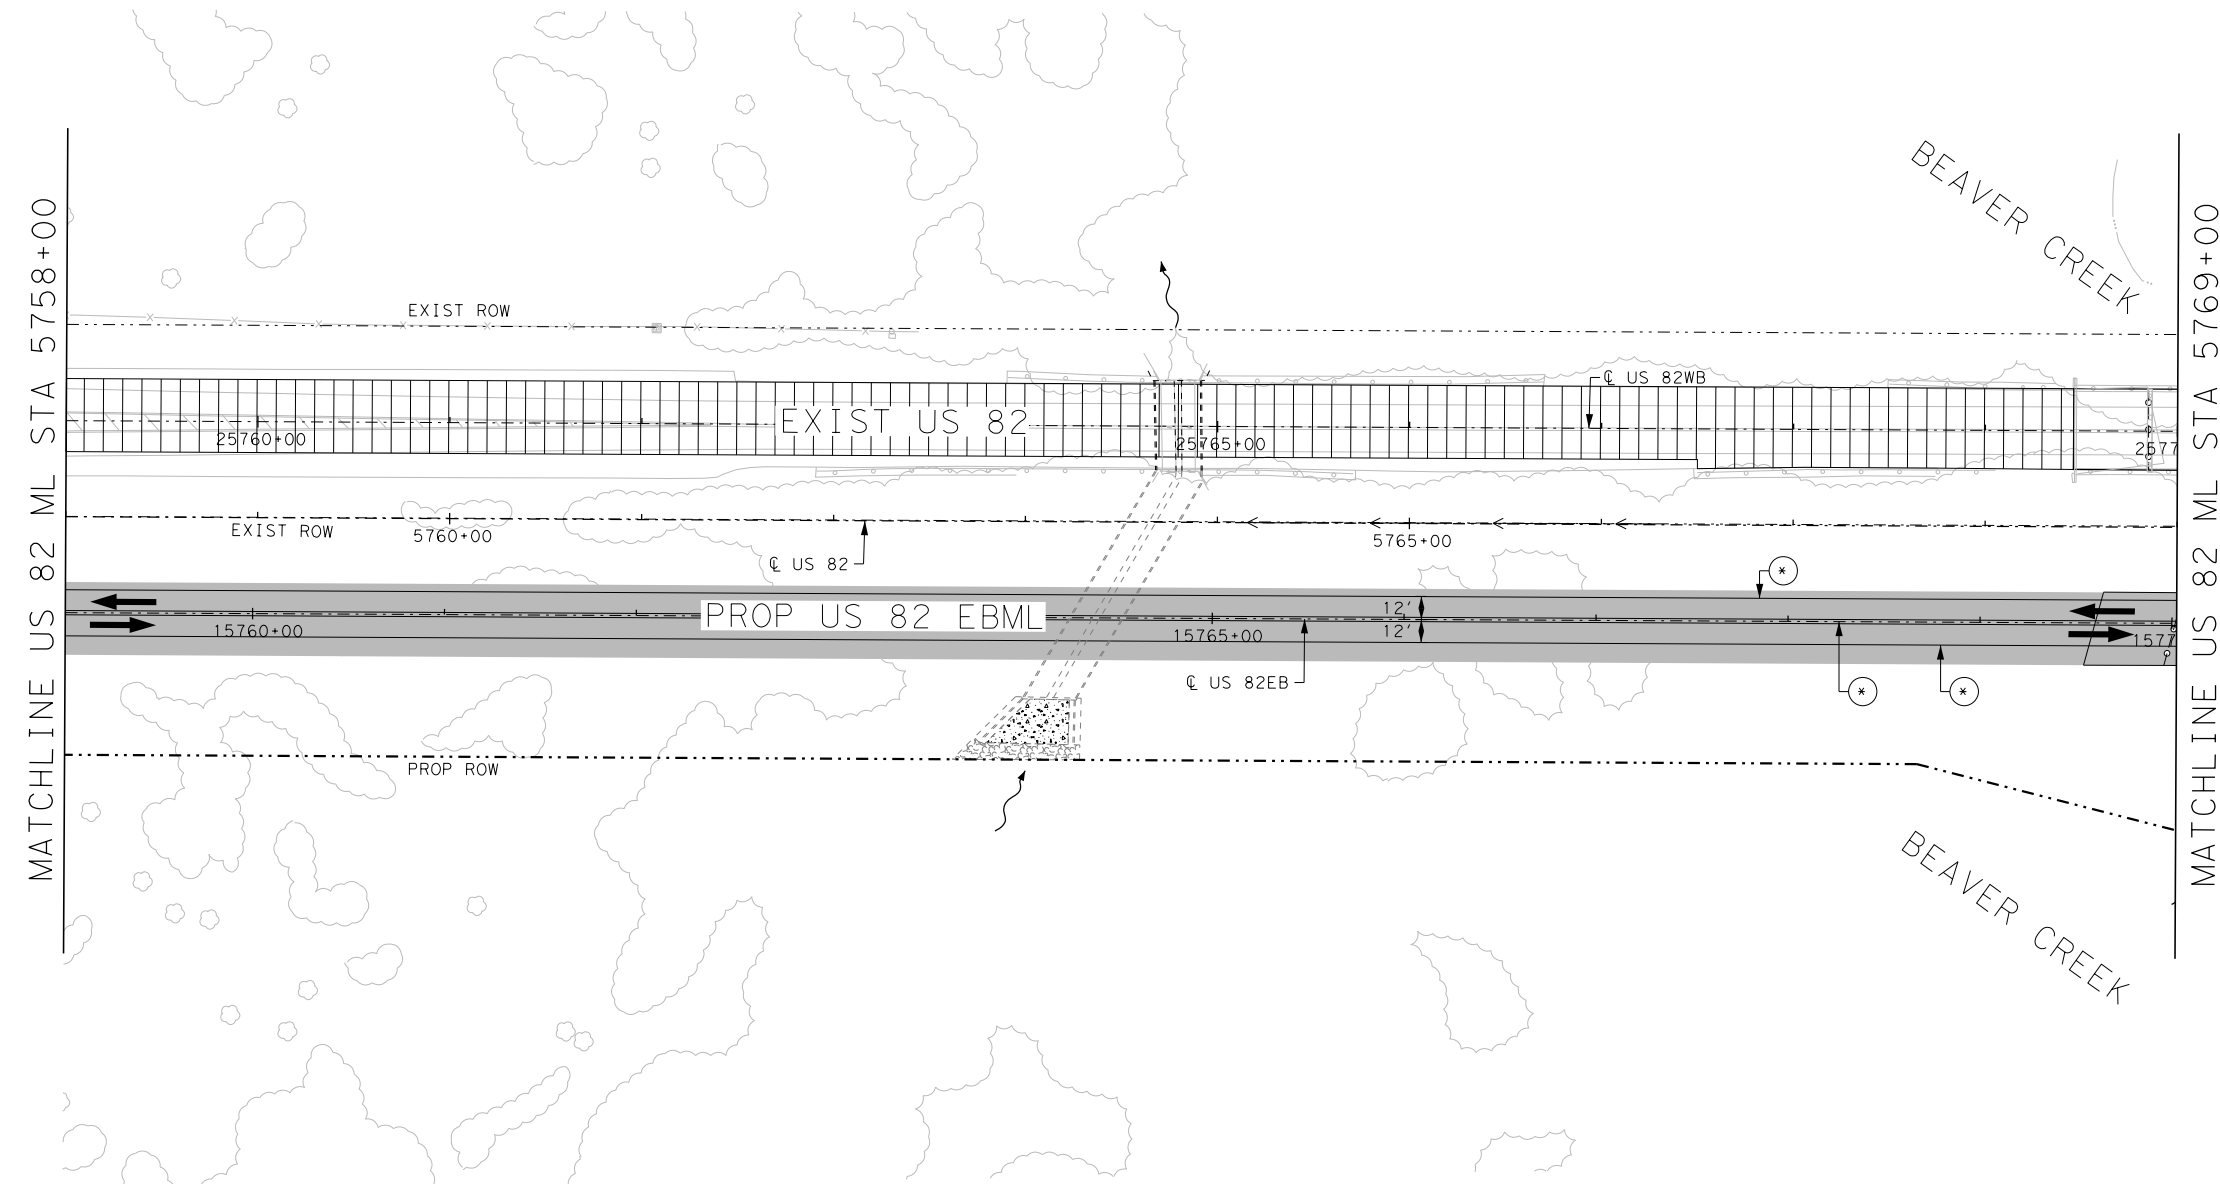 BEAVER CREEK
MATCHLINE US 82 ML STA 5758+00
MATCHLINE US 82 ML STA 5769+00
EXIST ROW
℄ US 82WB
EXIST US 82
25760+00
25765+00
2577
EXIST ROW
5760+00
5765+00
℄ US 82
*
PROP US 82 EBML
12'
12'
15760+00
15765+00
1577
℄ US 82EB
*
*
PROP ROW
BEAVER CREEK